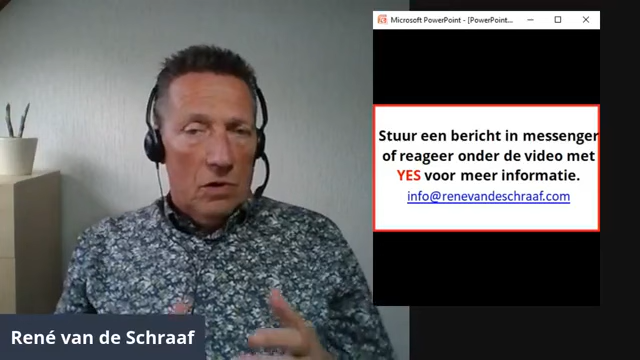 Microsoft PowerPoint - [PowerPoint...
Stuur een bericht in messenger
of reageer onder de video met
YES voor meer informatie.
info@renevandeschraaf.com
René van de Schraaf